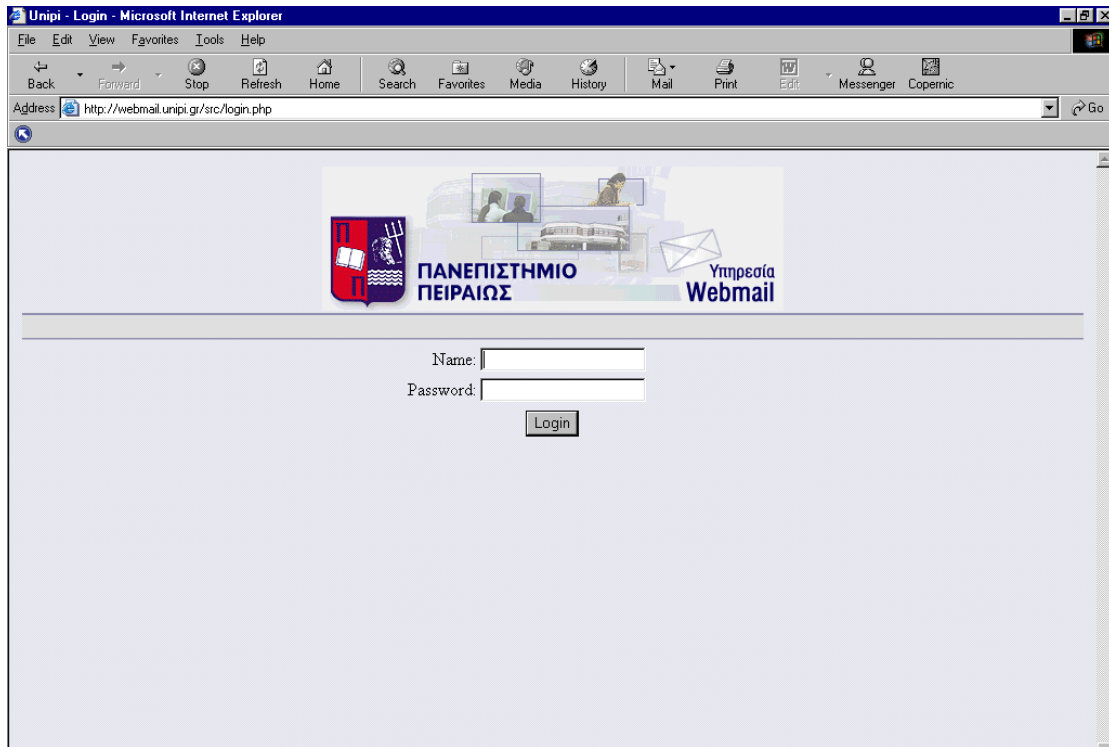 Unipi - Login - Microsoft Internet Explorer
File Edit View Favorites Tools Help
Back Forward Stop Refresh Home Search Favorites Media History Mail Print Edit Messenger Copernic
Address http://webmail.unipi.gr/src/login.php Go
Π
Π
ΠΑΝΕΠΙΣΤΗΜΙΟ
ΠΕΙΡΑΙΩΣ
Υπηρεσία
Webmail
Name:
Password:
Login